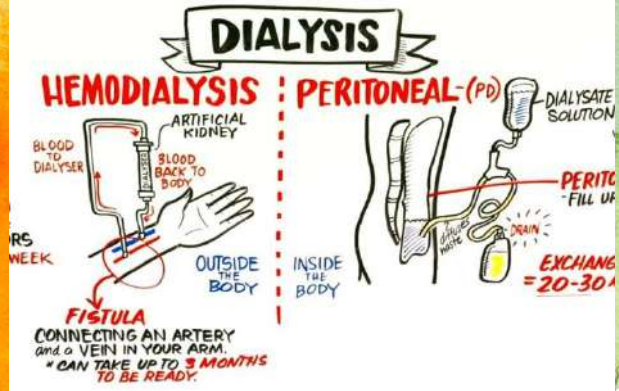 DIALYSIS
HEMODIALYSIS
ARTIFICIAL
KIDNEY
BLOOD
TO
DIALYSER
DIALYSER
BLOOD
BACK TO
BODY
RS
WEEK
OUTSIDE
THE
BODY
FISTULA
CONNECTING AN ARTERY
and a VEIN IN YOUR ARM.
* CAN TAKE UP TO 3 MONTHS
TO BE READY.
PERITONEAL-(PD)
DIALYSATE
SOLUTION
PERITO
-FILL UP
diffuses
waste
DRAIN
INSIDE
THE
BODY
EXCHANG
=20-30